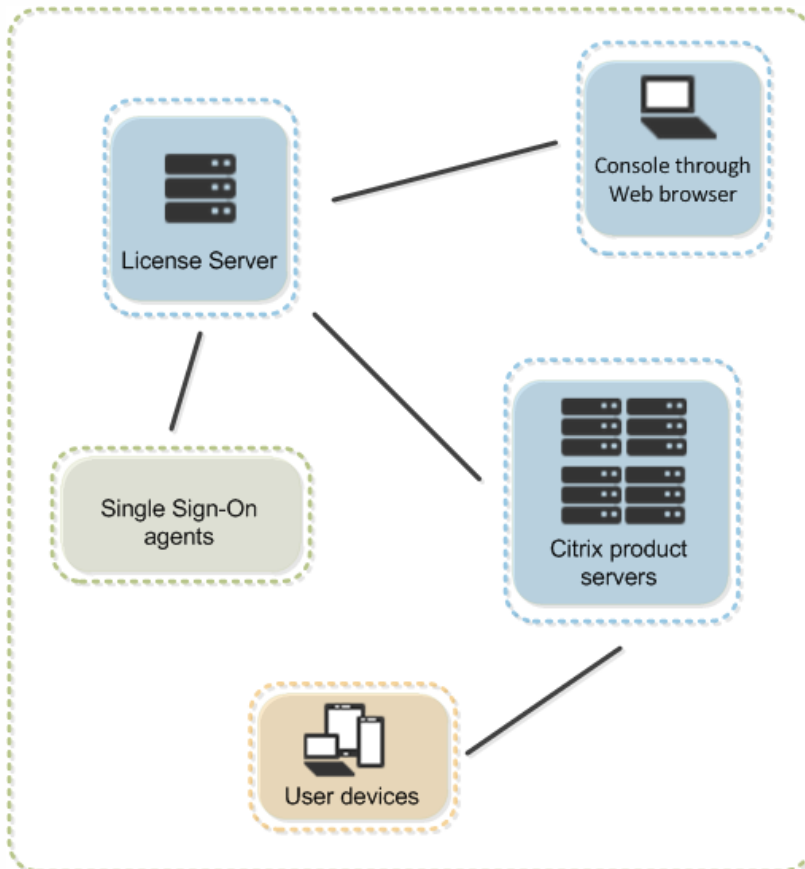 Console through
Web browser
License Server
Single Sign-On
agents
Citrix product
servers
User devices